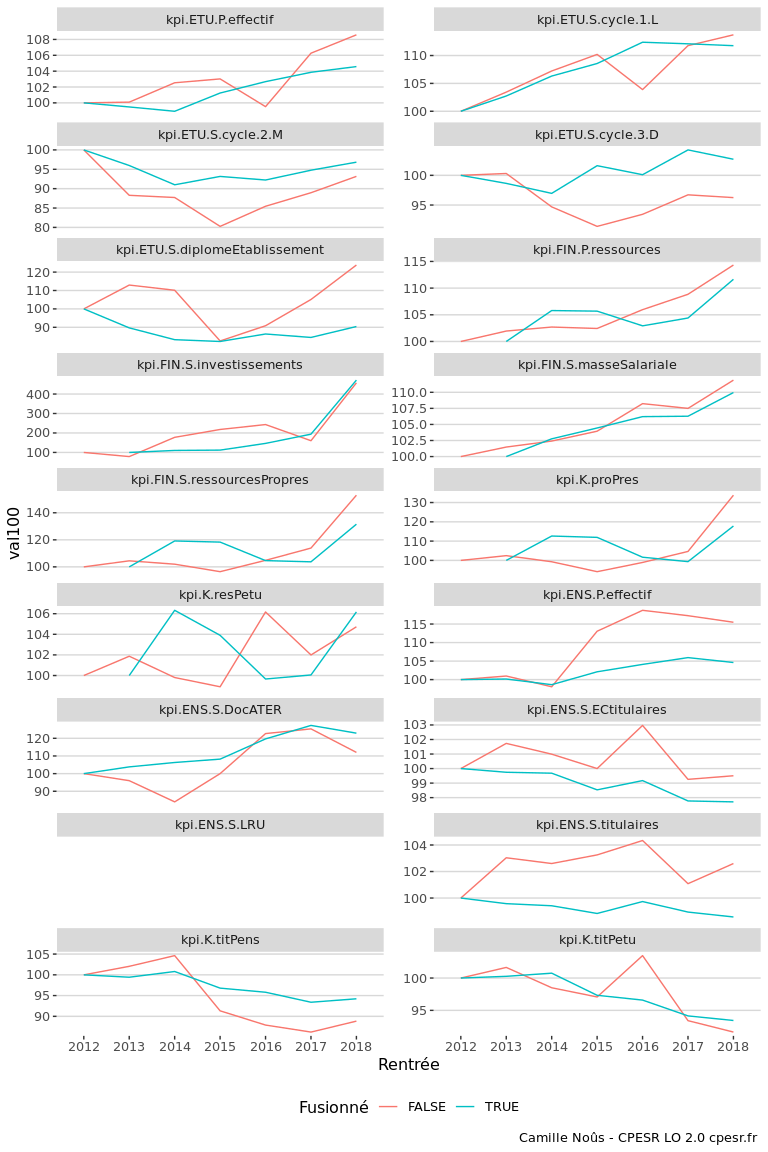 kpi.ETU.P.effectif
108
106
104
102
100
kpi.ETU.S.cycle.1.L
110
105
100
kpi.ETU.S.cycle.2.M
100
95
90
85
80
kpi.ETU.S.cycle.3.D
100
95
kpi.ETU.S.diplomeEtablissement
120
110
100
90
kpi.FIN.P.ressources
115
110
105
100
kpi.FIN.S.investissements
400
300
200
100
kpi.FIN.S.masseSalariale
110.0
107.5
105.0
102.5
100.0
kpi.FIN.S.ressourcesPropres
140
120
100
kpi.K.proPres
130
120
110
100
val100
kpi.K.resPetu
106
104
102
100
kpi.ENS.P.effectif
115
110
105
100
kpi.ENS.S.DocATER
120
110
100
90
kpi.ENS.S.ECtitulaires
103
102
101
100
99
98
kpi.ENS.S.LRU
kpi.ENS.S.titulaires
104
102
100
kpi.K.titPens
105
100
95
90
kpi.K.titPetu
100
95
2012 2013 2014 2015 2016 2017 2018
2012 2013 2014 2015 2016 2017 2018
Rentrée
Fusionné FALSE TRUE
Camille Noûs - CPESR LO 2.0 cpesr.fr